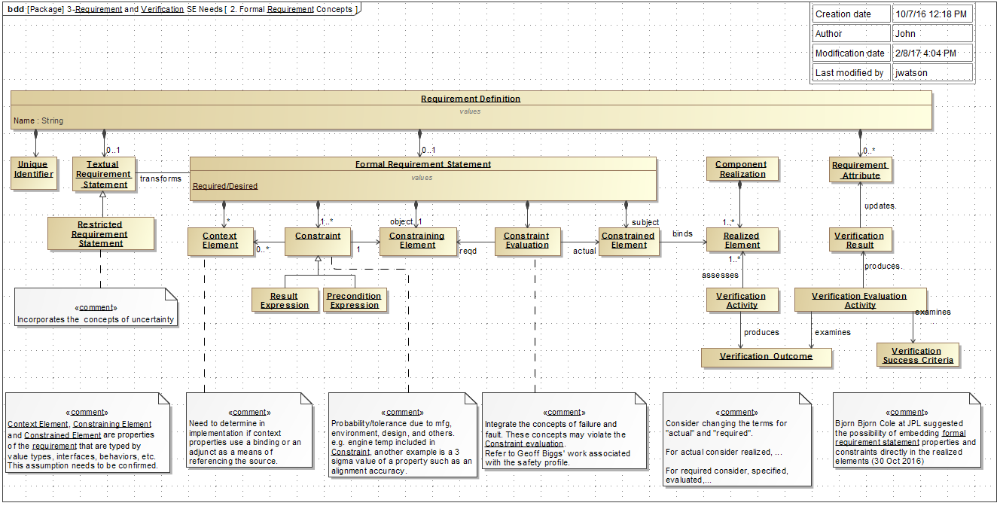 bdd [Package] 3-Requirement and Verification SE Needs [ 2. Formal Requirement Concepts ]
Creation date 10/7/16 12:18 PM
Author John
Modification date 2/8/17 4:04 PM
Last modified by jwatson
Requirement Definition
values
Name : String
0..1
0..1
0..*
Unique
Identifier
Textual
Requirement
Statement
transforms
Formal Requirement Statement
values
Required/Desired
Component
Realization
Requirement
Attribute
updates.
Restricted
Requirement
Statement
*
1..*
object
1
subject
1..*
Context
Element
0..*
Constraint
1
Constraining
Element
reqd
Constraint
Evaluation
actual
Constrained
Element
binds
Realized
Element
1..*
Verification
Result
produces.
assesses
Result
Expression
Precondition
Expression
Verification
Activity
Verification Evaluation
Activity
examines
produces
examines
«comment»
Incorporates the concepts of uncertainty
Verification Outcome
Verification
Success Criteria
«comment»
Context Element, Constraining Element
and Constrained Element are properties
of the requirement that are typed by
value types, interfaces, behaviors, etc.
This assumption needs to be confirmed.
«comment»
Need to determine in
implementation if context
properties use a binding or an
adjunct as a means of
referencing the source.
«comment»
Probability/tolerance due to mfg,
environment, design, and others.
e.g. engine temp included in
Constraint, another example is a 3
sigma value of a property such as an
alignment accuracy.
«comment»
Integrate the concepts of failure and
fault. These concepts may violate the
Constraint evaluation.
Refer to Geoff Biggs' work associated
with the safety profile.
«comment»
Consider changing the terms for
"actual" and "required".
For actual consider realized, ...
For required consider, specified,
evaluated,...
«comment»
Bjorn Bjorn Cole at JPL suggested
the possibility of embedding formal
requirement statement properties and
constraints directly in the realized
elements (30 Oct 2016)